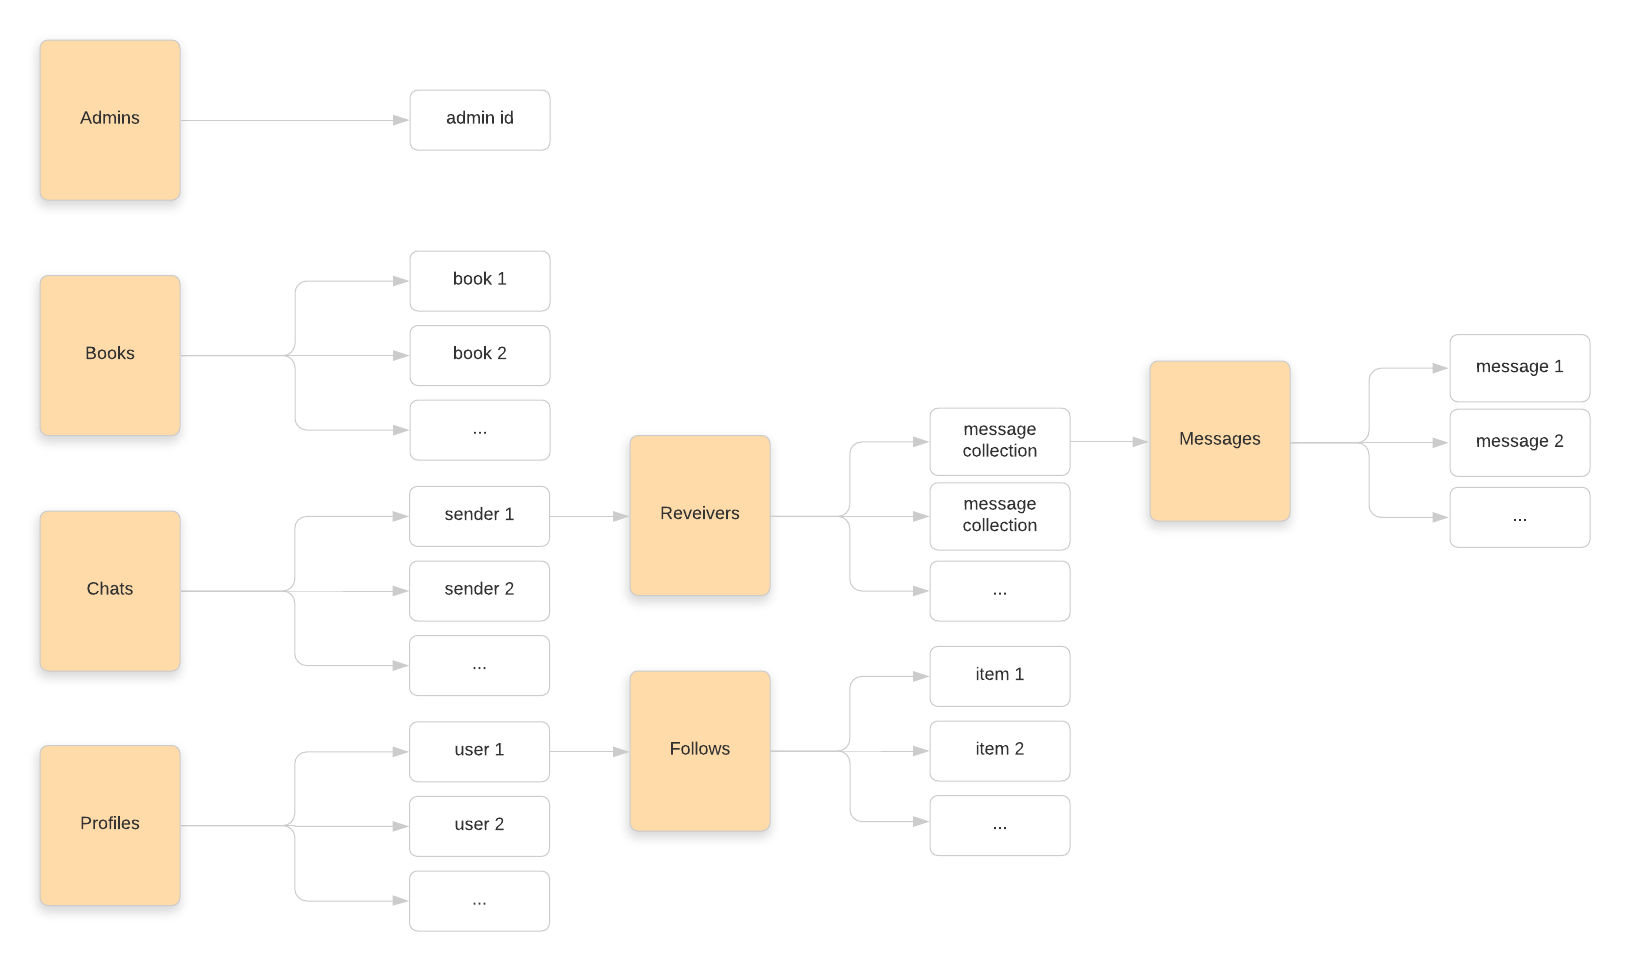 Admins
admin id
Books
book 1
book 2
...
Chats
sender 1
sender 2
...
Reveivers
message
collection
message
collection
...
Messages
message 1
message 2
...
Profiles
user 1
user 2
...
Follows
item 1
item 2
...